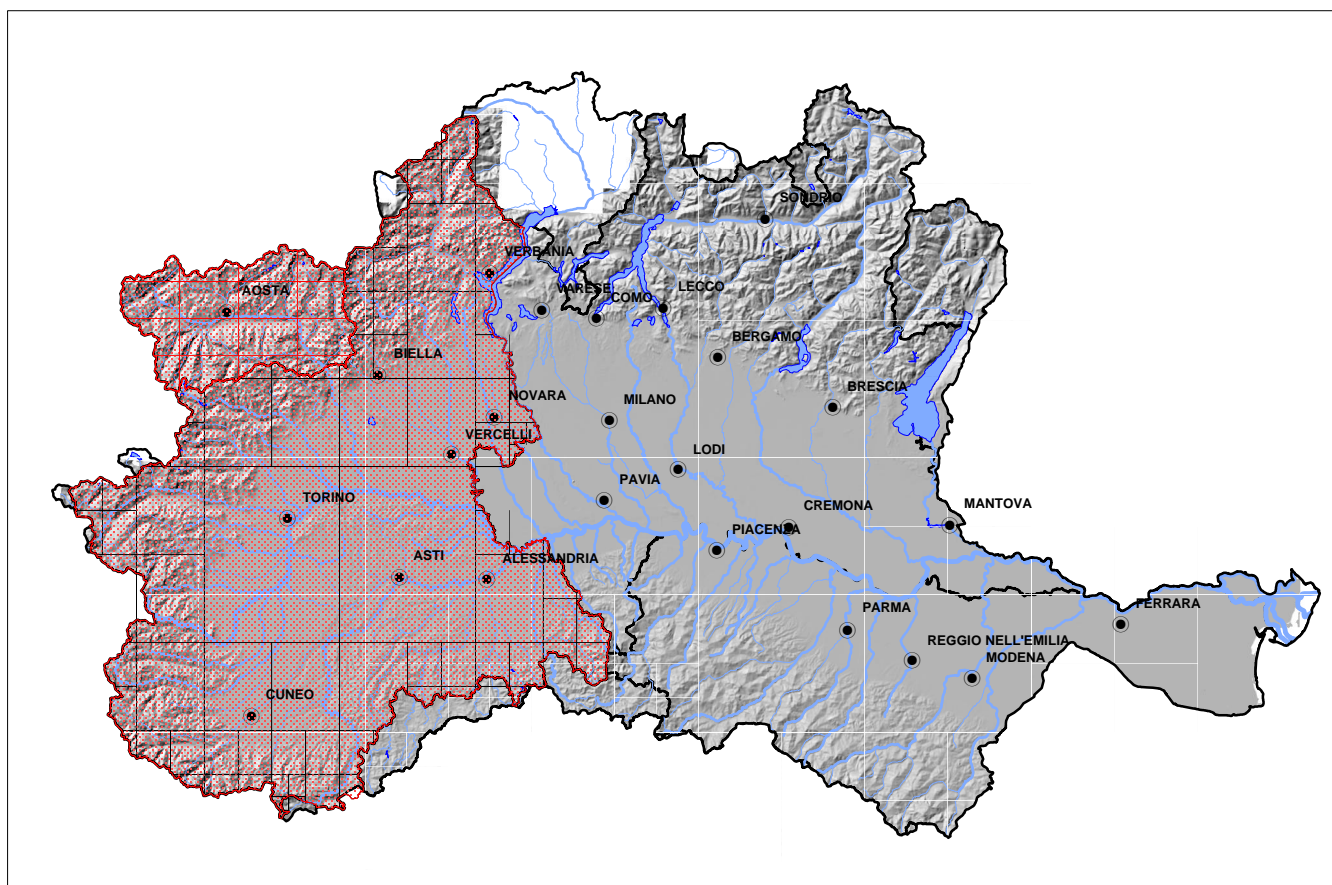 SONDRIO
VERBANIA
AOSTA
VARESE
COMO
LECCO
BIELLA
BERGAMO
BRESCIA
NOVARA
MILANO
VERCELLI
LODI
PAVIA
TORINO
CREMONA
MANTOVA
PIACENZA
ASTI
ALESSANDRIA
PARMA
FERRARA
REGGIO NELL'EMILIA
MODENA
CUNEO